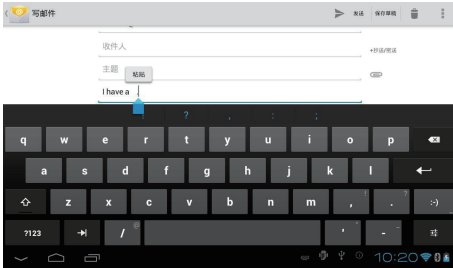 写邮件 发送 保存草稿
收件人 +抄送/密送
主题
粘贴
I have a
! ? , : ;
q w e r t y u i o p
a s d f g h j k l
z x c v b n m , ! . ? :-)
?123 / @ ' " - _
10:20